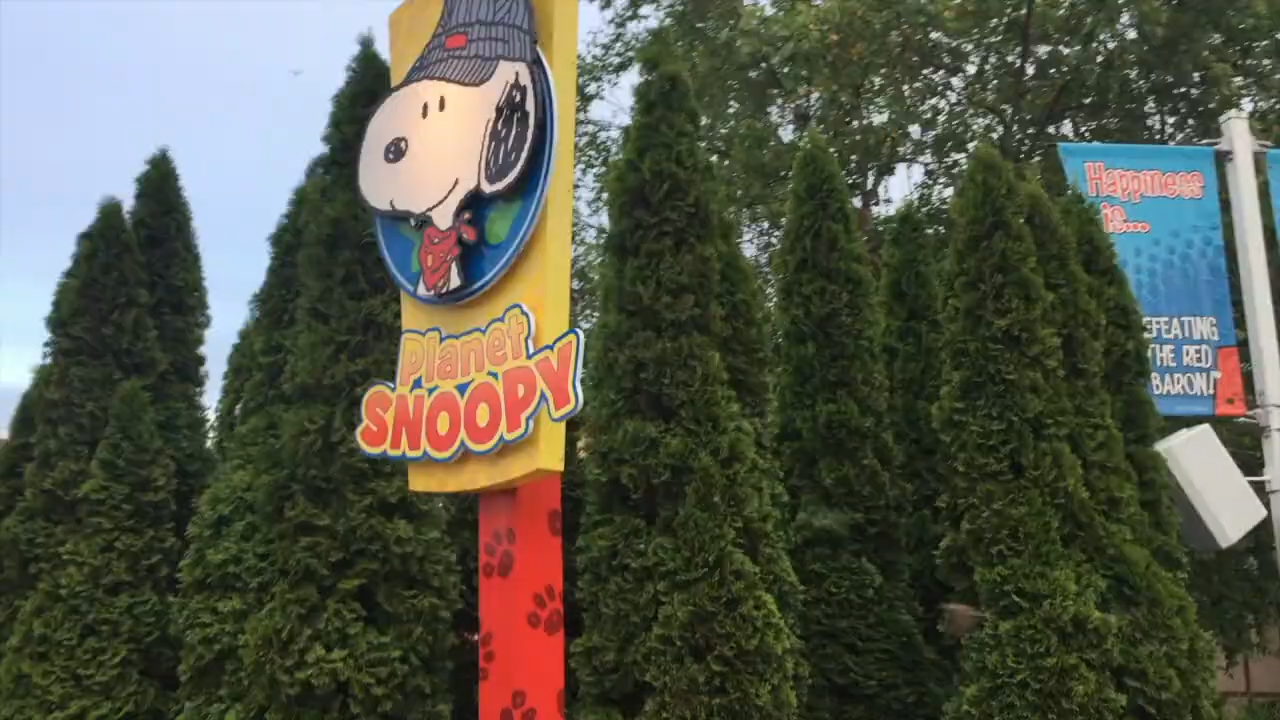 Planet
SNOOPY
Happiness
is...
EFEATING
THE RED
BARON!"